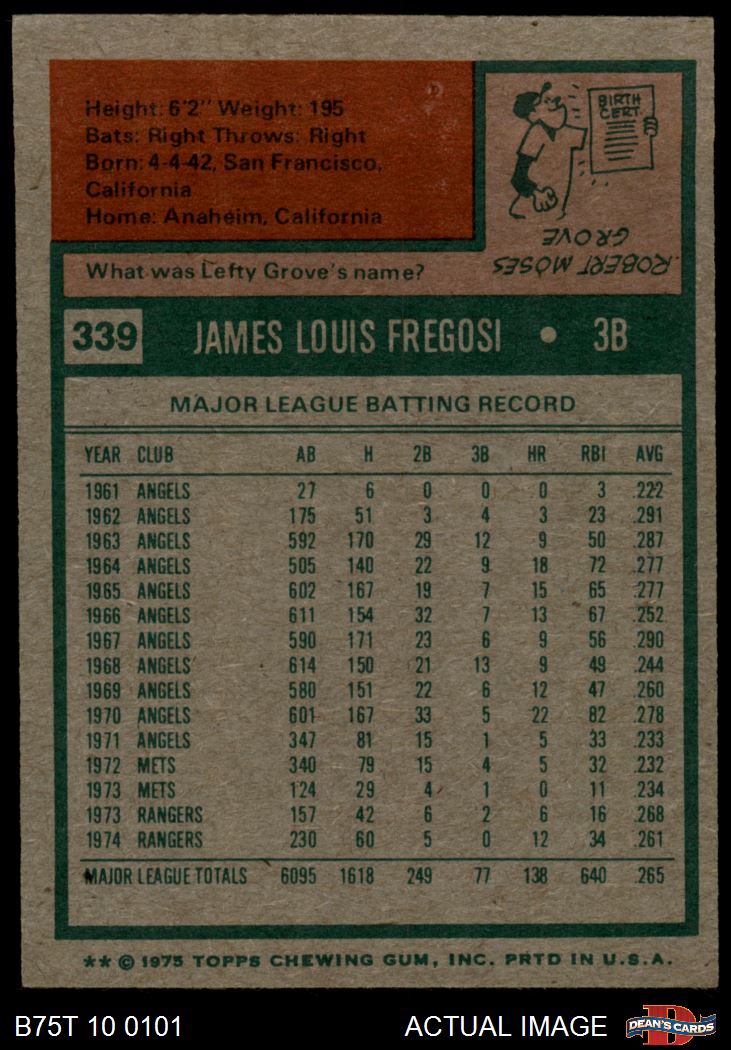 Height: 6'2" Weight: 195
Bats: Right Throws: Right
Born: 4-4-42, San Francisco,
California
Home: Anaheim, California
BIRTH
CERT.
ROBERT MOSES
GROVE
What was Lefty Grove's name?
339 JAMES LOUIS FREGOSI • 3B
MAJOR LEAGUE BATTING RECORD
YEAR CLUB AB H 2B 3B HR RBI AVG
1961 ANGELS 27 6 0 0 0 3 .222
1962 ANGELS 175 51 3 4 3 23 .291
1963 ANGELS 592 170 29 12 9 50 .287
1964 ANGELS 505 140 22 9 18 72 .277
1965 ANGELS 602 167 19 7 15 65 .277
1966 ANGELS 611 154 32 7 13 67 .252
1967 ANGELS 590 171 23 6 9 56 .290
1968 ANGELS 614 150 21 13 9 49 .244
1969 ANGELS 580 151 22 6 12 47 .260
1970 ANGELS 601 167 33 5 22 82 .278
1971 ANGELS 347 81 15 1 5 33 .233
1972 METS 340 79 15 4 5 32 .232
1973 METS 124 29 4 1 0 11 .234
1973 RANGERS 157 42 6 2 6 16 .268
1974 RANGERS 230 60 5 0 12 34 .261
MAJOR LEAGUE TOTALS 6095 1618 249 77 138 640 .265
** © 1975 TOPPS CHEWING GUM, INC. PRTD IN U.S.A.
B75T 10 0101 ACTUAL IMAGE DEAN'S CARDS